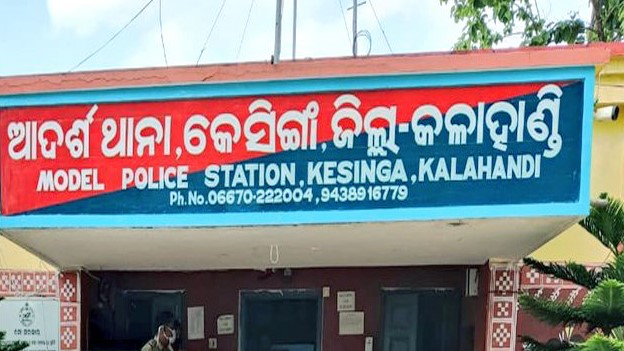 ଆଦର୍ଶ ଥାନା, କେସିଙ୍ଗା, ଜିଲ୍ଲା-କଳାହାଣ୍ଡି
MODEL POLICE STATION, KESINGA, KALAHANDI
Ph. No. 06670-222004, 9438916779